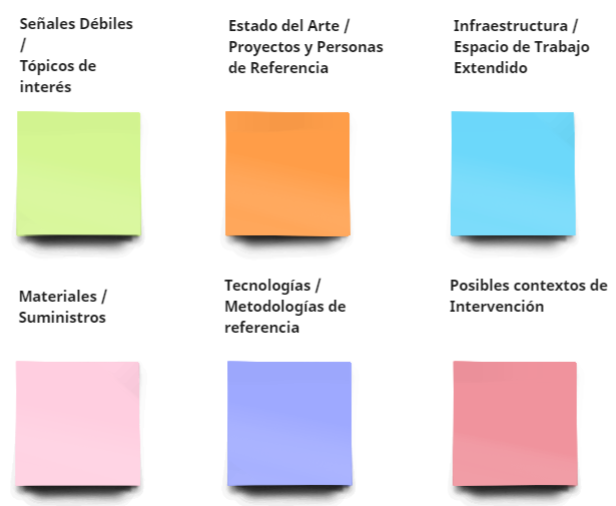 Señales Débiles
/
Tópicos de
interés
Estado del Arte /
Proyectos y Personas
de Referencia
Infraestructura /
Espacio de Trabajo
Extendido
Materiales /
Suministros
Tecnologías /
Metodologías de
referencia
Posibles contextos de
Intervención